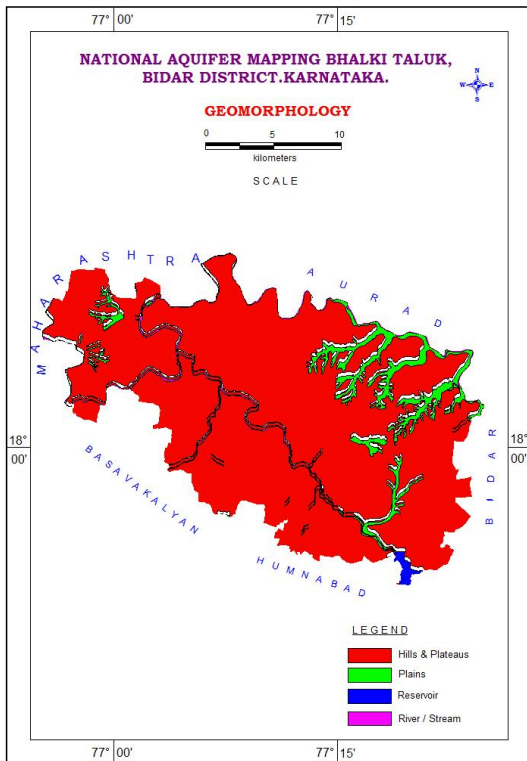 77° 00' 77° 15'
NATIONAL AQUIFER MAPPING BHALKI TALUK,
BIDAR DISTRICT.KARNATAKA.
N
W E
S
GEOMORPHOLOGY
0 5 10
kilometers
SCALE
MAHARASHTRA
AURAD
18° 00'
18° 00'
BIDAR
BASAVAKALYAN
HUMNABAD
LEGEND
Hills & Plateaus
Plains
Reservoir
River / Stream
77° 00' 77° 15'